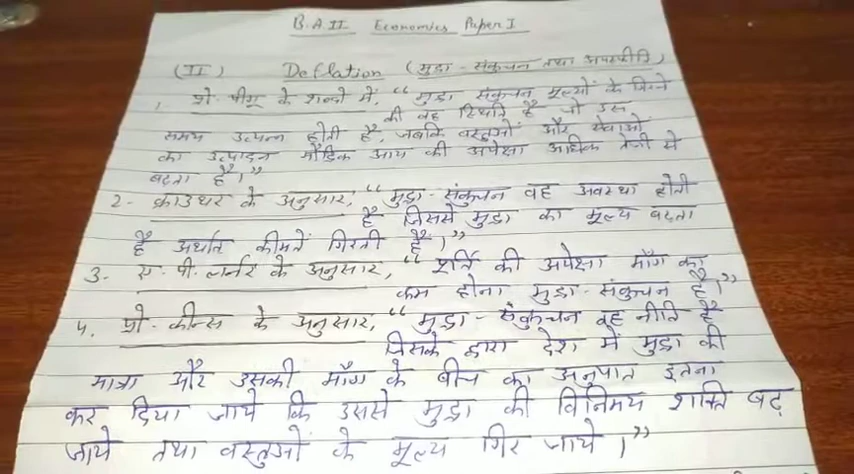 B.A II Economics Paper I
(II) Deflation (मुद्रा-संकुचन तथा अपस्फीति)
1. प्रो. पीगू के शब्दों में, “मुद्रा संकुचन मूल्यों के गिरने
की वह स्थिति है जो उस
समय उत्पन्न होती है, जबकि वस्तुओं और सेवाओं
का उत्पादन मौद्रिक आय की अपेक्षा अधिक तेजी से
बढ़ता है।”
2- क्राउथर के अनुसार, “मुद्रा-संकुचन वह अवस्था होती
है जिससे मुद्रा का मूल्य बढ़ता
है अर्थात कीमतें गिरती हैं।”
3- ए. पी. लर्नर के अनुसार, “पूर्ति की अपेक्षा माँग का
कम होना मुद्रा-संकुचन है।”
4. प्रो. कीन्स के अनुसार, “मुद्रा-संकुचन वह नीति है
जिसके द्वारा देश में मुद्रा की
मात्रा और उसकी माँग के बीच का अनुपात इतना
कर दिया जाये कि उससे मुद्रा की विनिमय शक्ति बढ़
जाये तथा वस्तुओं के मूल्य गिर जाये।”